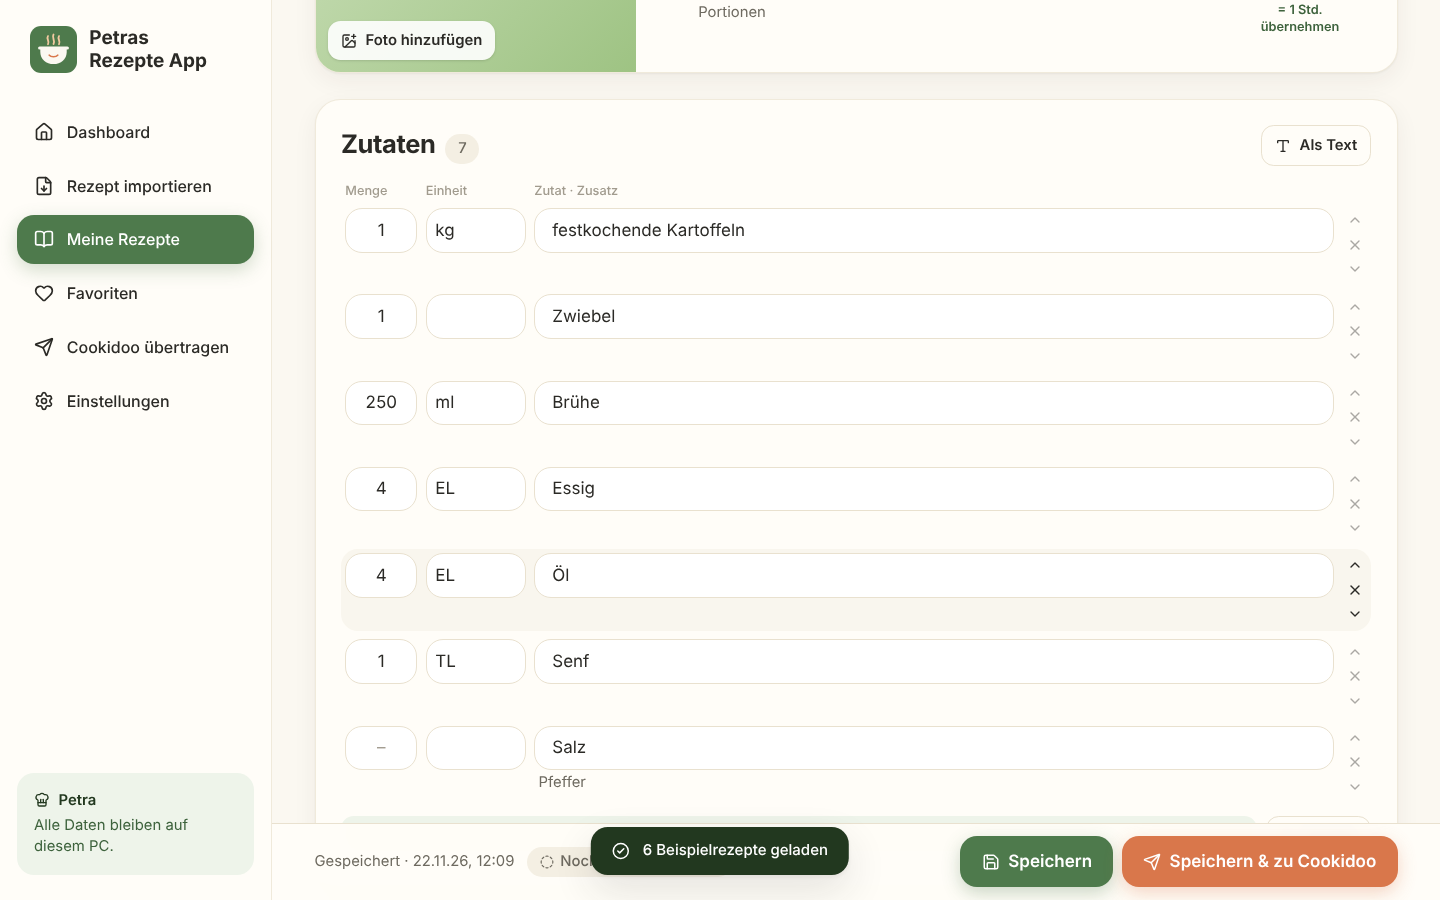 Petras
Rezepte App
Dashboard
Rezept importieren
Meine Rezepte
Favoriten
Cookidoo übertragen
Einstellungen
Petra
Alle Daten bleiben auf
diesem PC.
Foto hinzufügen
Portionen
= 1 Std.
übernehmen
Zutaten 7
Als Text
Menge Einheit Zutat · Zusatz
1 kg festkochende Kartoffeln
1 Zwiebel
250 ml Brühe
4 EL Essig
4 EL Öl
1 TL Senf
– Salz
Pfeffer
Gespeichert · 22.11.26, 12:09
6 Beispielrezepte geladen
Speichern
Speichern & zu Cookidoo